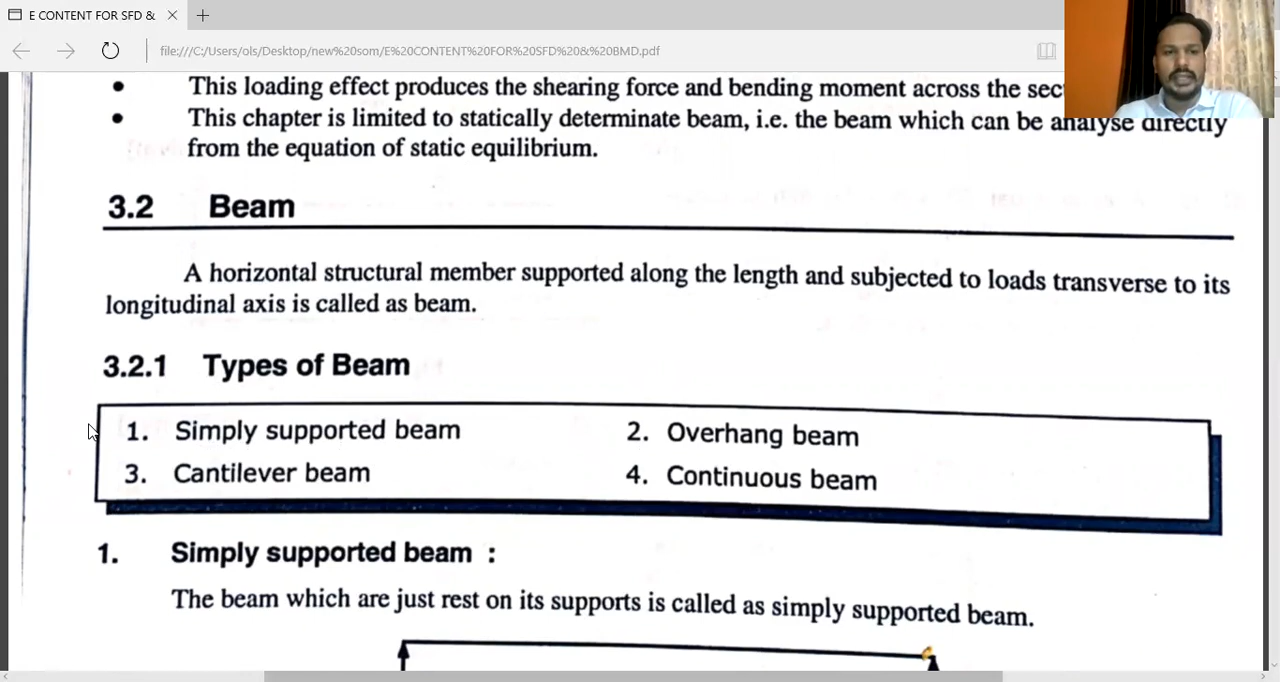 E CONTENT FOR SFD &
file:///C:/Users/ols/Desktop/new%20som/E%20CONTENT%20FOR%20SFD%20&%20BMD.pdf
• This loading effect produces the shearing force and bending moment across the
• This chapter is limited to statically determinate beam, i.e. the beam which can be analyse directly
from the equation of static equilibrium.
3.2 Beam
A horizontal structural member supported along the length and subjected to loads transverse to its
longitudinal axis is called as beam.
3.2.1 Types of Beam
1. Simply supported beam 2. Overhang beam
3. Cantilever beam 4. Continuous beam
1. Simply supported beam :
The beam which are just rest on its supports is called as simply supported beam.